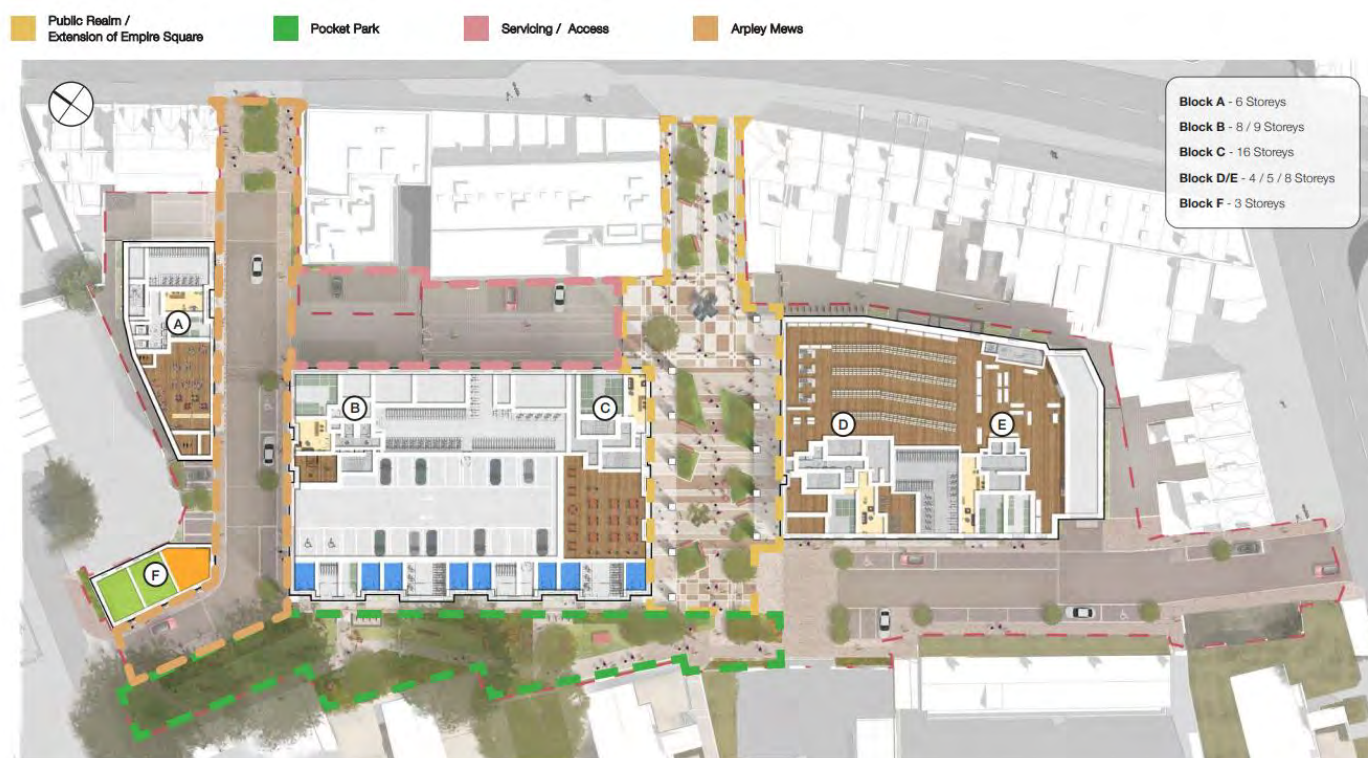 Public Realm /
Extension of Empire Square
Pocket Park
Servicing / Access
Arpley Mews
Block A - 6 Storeys
Block B - 8 / 9 Storeys
Block C - 16 Storeys
Block D/E - 4 / 5 / 8 Storeys
Block F - 3 Storeys
A
B
C
D
E
F